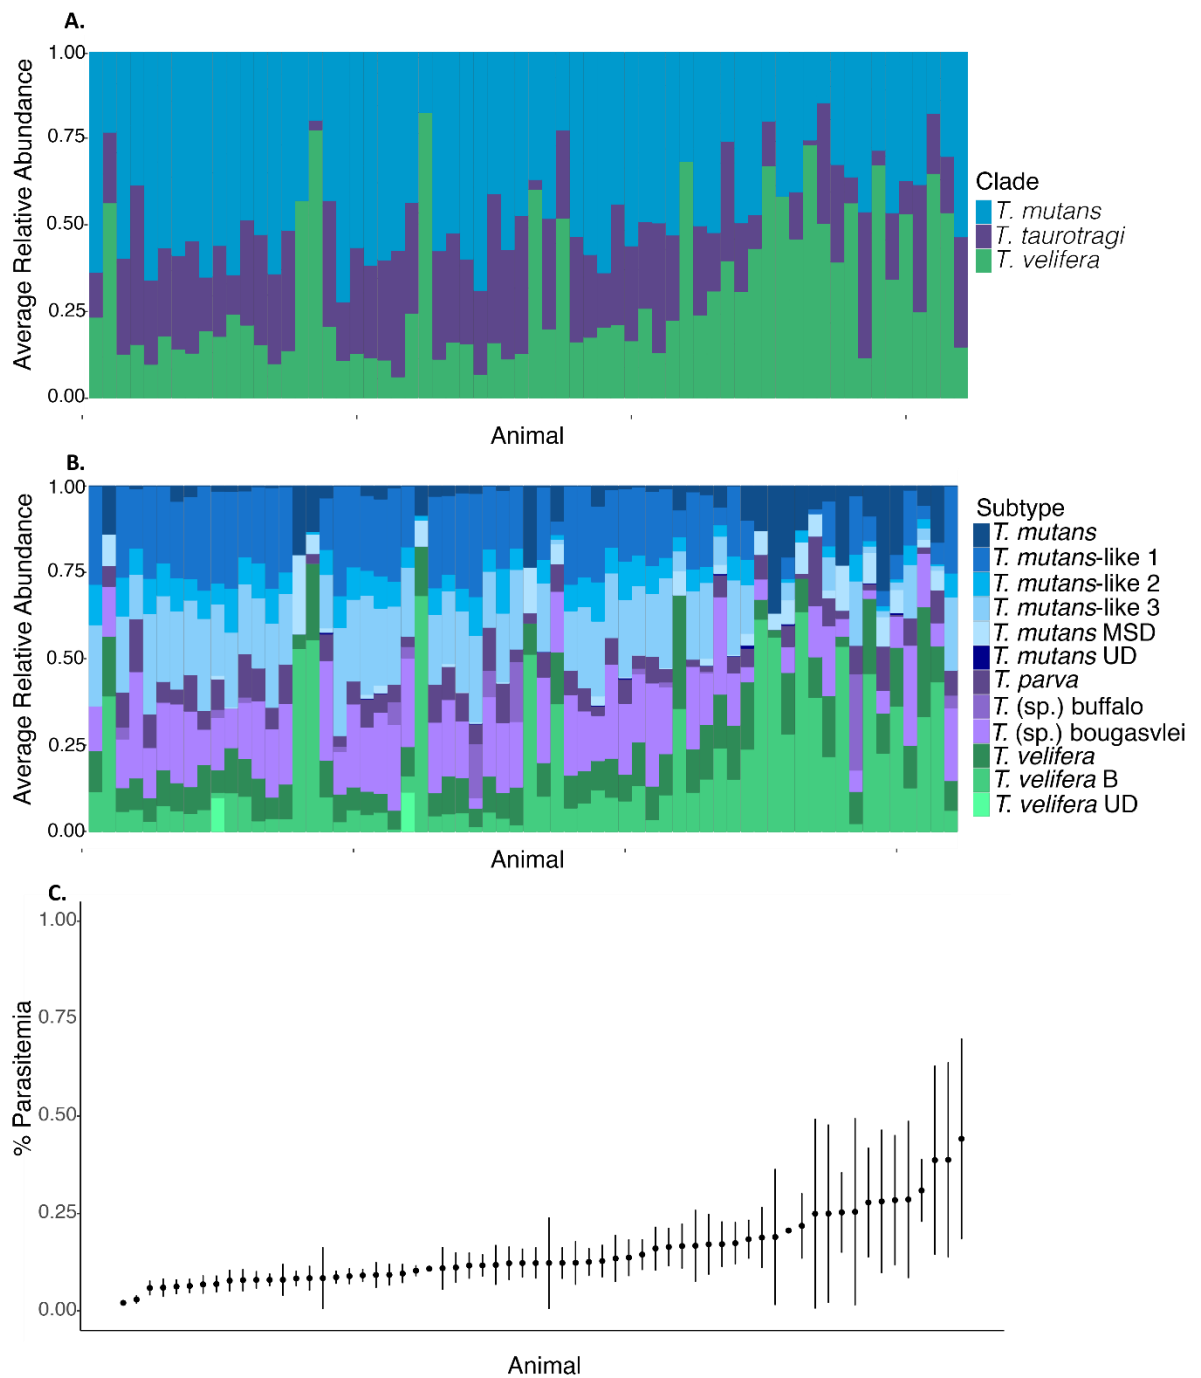 A.
Average Relative Abundance
1.00
0.75
0.50
0.25
0.00
Animal
Clade
T. mutans
T. taurotragi
T. velifera
B.
Average Relative Abundance
1.00
0.75
0.50
0.25
0.00
Animal
Subtype
T. mutans
T. mutans-like 1
T. mutans-like 2
T. mutans-like 3
T. mutans MSD
T. mutans UD
T. parva
T. (sp.) buffalo
T. (sp.) bougasvlei
T. velifera
T. velifera B
T. velifera UD
C.
% Parasitemia
1.00
0.75
0.50
0.25
0.00
Animal